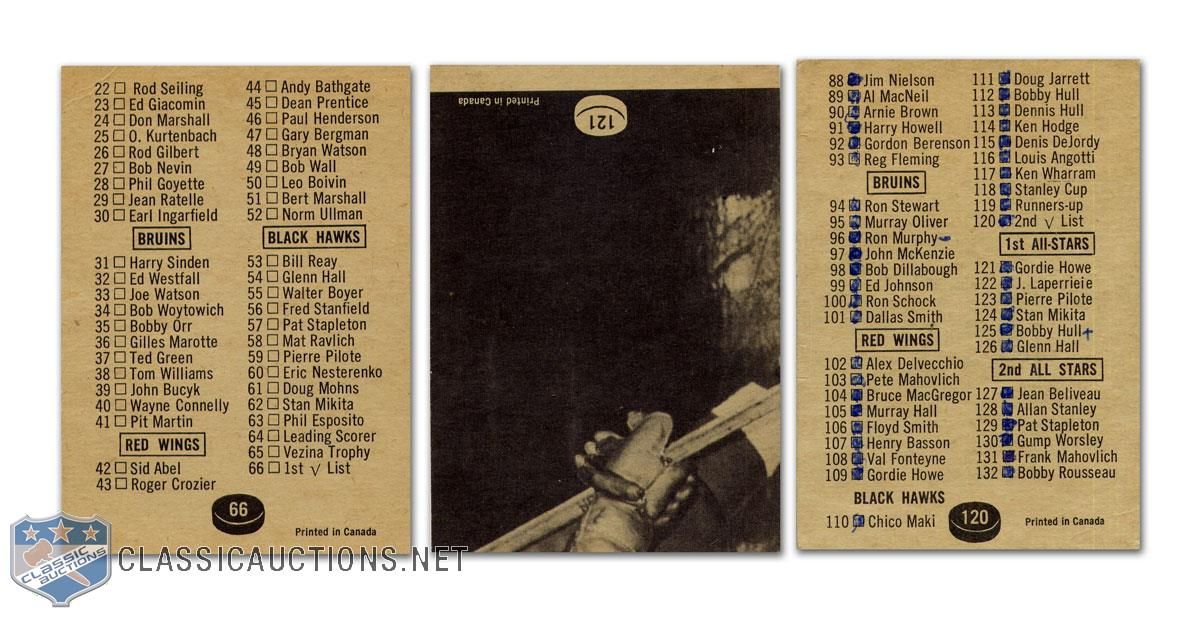 22 Rod Seiling
23 Ed Giacomin
24 Don Marshall
25 O. Kurtenbach
26 Rod Gilbert
27 Bob Nevin
28 Phil Goyette
29 Jean Ratelle
30 Earl Ingarfield
BRUINS
31 Harry Sinden
32 Ed Westfall
33 Joe Watson
34 Bob Woytowich
35 Bobby Orr
36 Gilles Marotte
37 Ted Green
38 Tom Williams
39 John Bucyk
40 Wayne Connelly
41 Pit Martin
RED WINGS
42 Sid Abel
43 Roger Crozier
44 Andy Bathgate
45 Dean Prentice
46 Paul Henderson
47 Gary Bergman
48 Bryan Watson
49 Bob Wall
50 Leo Boivin
51 Bert Marshall
52 Norm Ullman
BLACK HAWKS
53 Bill Reay
54 Glenn Hall
55 Walter Boyer
56 Fred Stanfield
57 Pat Stapleton
58 Mat Ravlich
59 Pierre Pilote
60 Eric Nesterenko
61 Doug Mohns
62 Stan Mikita
63 Phil Esposito
64 Leading Scorer
65 Vezina Trophy
66 1st √ List
66
Printed in Canada
Printed in Canada
121
88 Jim Nielson
89 Al MacNeil
90 Arnie Brown
91 Harry Howell
92 Gordon Berenson
93 Reg Fleming
BRUINS
94 Ron Stewart
95 Murray Oliver
96 Ron Murphy
97 John McKenzie
98 Bob Dillabough
99 Ed Johnson
100 Ron Schock
101 Dallas Smith
RED WINGS
102 Alex Delvecchio
103 Pete Mahovlich
104 Bruce MacGregor
105 Murray Hall
106 Floyd Smith
107 Henry Basson
108 Val Fonteyne
109 Gordie Howe
BLACK HAWKS
110 Chico Maki
111 Doug Jarrett
112 Bobby Hull
113 Dennis Hull
114 Ken Hodge
115 Denis DeJordy
116 Louis Angotti
117 Ken Wharram
118 Stanley Cup
119 Runners-up
120 2nd √ List
1st All-STARS
121 Gordie Howe
122 J. Laperrieie
123 Pierre Pilote
124 Stan Mikita
125 Bobby Hull
126 Glenn Hall
2nd ALL STARS
127 Jean Beliveau
128 Allan Stanley
129 Pat Stapleton
130 Gump Worsley
131 Frank Mahovlich
132 Bobby Rousseau
120
Printed in Canada
CLASSIC
AUCTIONS
CLASSICAUCTIONS.NET